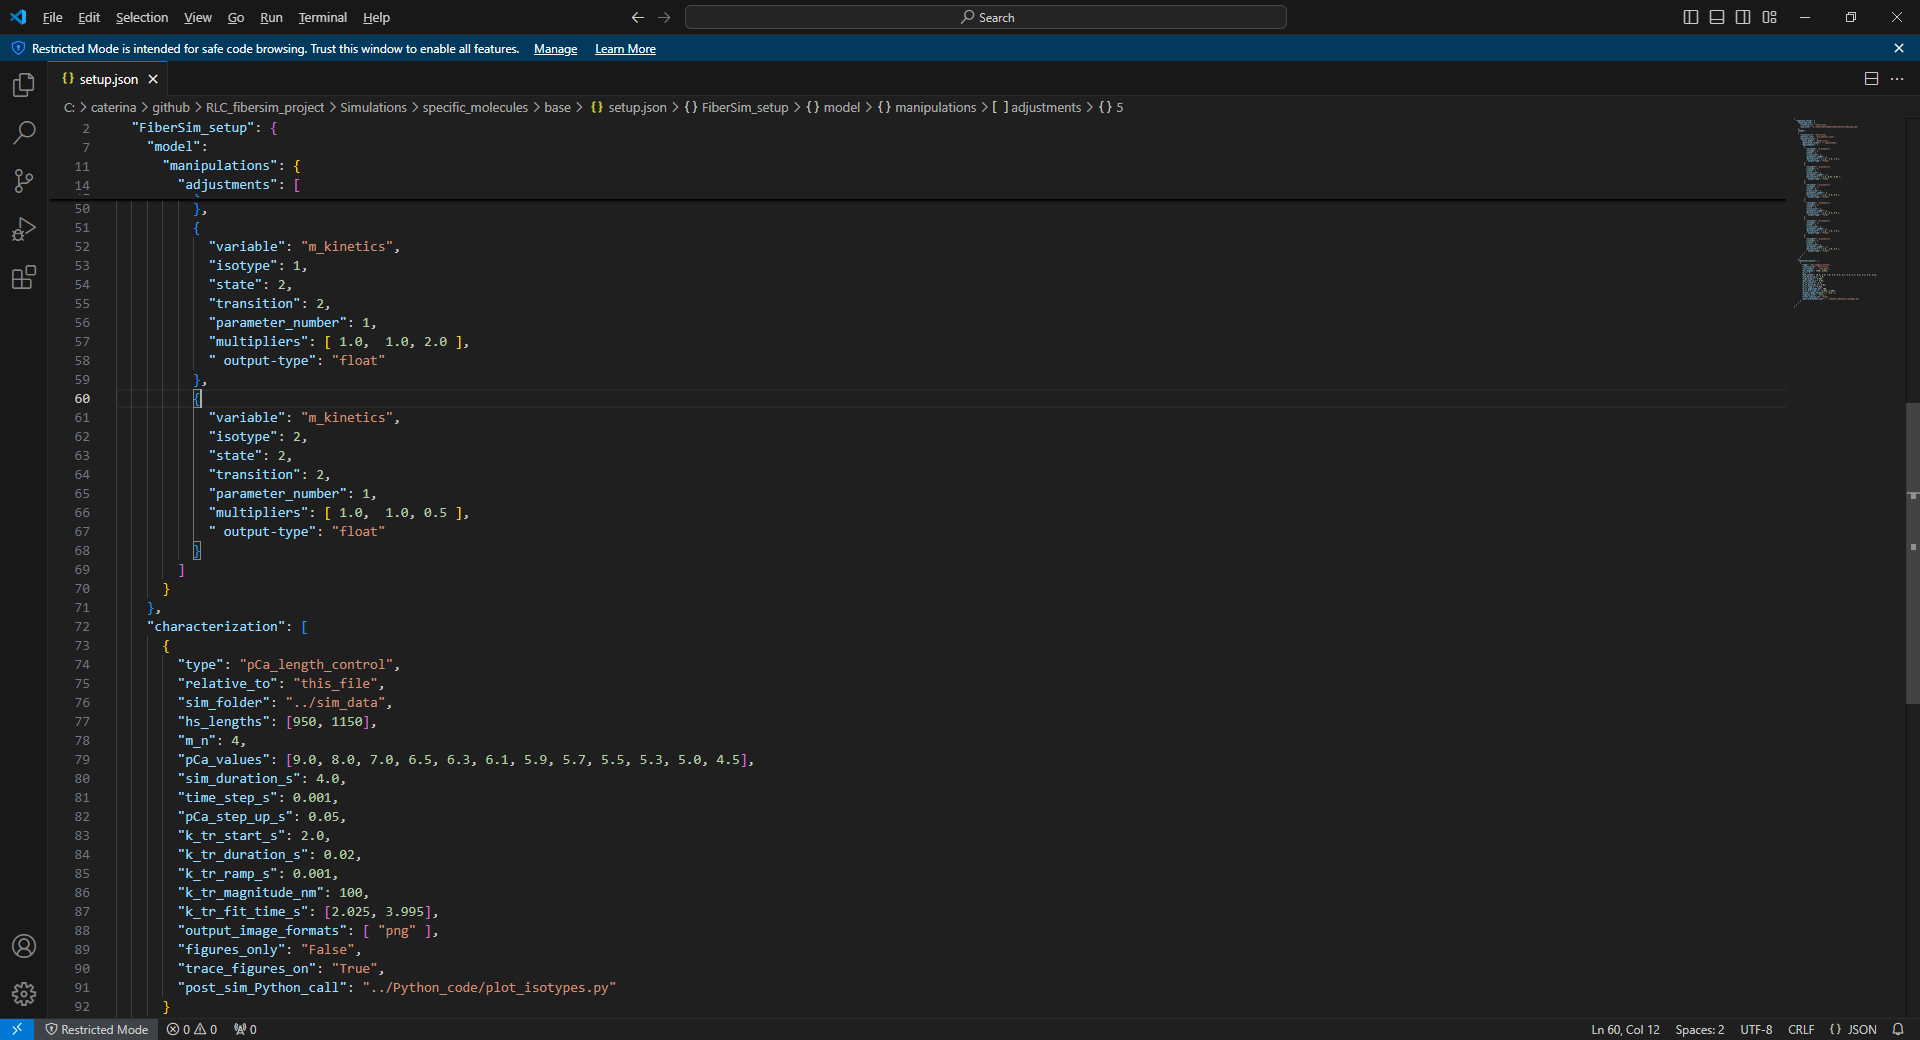 File Edit Selection View Go Run Terminal Help Search
Restricted Mode is intended for safe code browsing. Trust this window to enable all features. Manage Learn More
{} setup.json
C: > caterina > github > RLC_fibersim_project > Simulations > specific_molecules > base > {} setup.json > {} FiberSim_setup > {} model > {} manipulations > [ ] adjustments > {} 5
2 "FiberSim_setup": {
7 "model":
11 "manipulations": {
14 "adjustments": [
50 },
51 {
52 "variable": "m_kinetics",
53 "isotype": 1,
54 "state": 2,
55 "transition": 2,
56 "parameter_number": 1,
57 "multipliers": [ 1.0,  1.0, 2.0 ],
58 " output-type": "float"
59 },
60 {
61 "variable": "m_kinetics",
62 "isotype": 2,
63 "state": 2,
64 "transition": 2,
65 "parameter_number": 1,
66 "multipliers": [ 1.0,  1.0, 0.5 ],
67 " output-type": "float"
68 }
69 ]
70 }
71 },
72 "characterization": [
73 {
74 "type": "pCa_length_control",
75 "relative_to": "this_file",
76 "sim_folder": "../sim_data",
77 "hs_lengths": [950, 1150],
78 "m_n": 4,
79 "pCa_values": [9.0, 8.0, 7.0, 6.5, 6.3, 6.1, 5.9, 5.7, 5.5, 5.3, 5.0, 4.5],
80 "sim_duration_s": 4.0,
81 "time_step_s": 0.001,
82 "pCa_step_up_s": 0.05,
83 "k_tr_start_s": 2.0,
84 "k_tr_duration_s": 0.02,
85 "k_tr_ramp_s": 0.001,
86 "k_tr_magnitude_nm": 100,
87 "k_tr_fit_time_s": [2.025, 3.995],
88 "output_image_formats": [ "png" ],
89 "figures_only": "False",
90 "trace_figures_on": "True",
91 "post_sim_Python_call": "../Python_code/plot_isotypes.py"
92 }
Restricted Mode 0 0 0 Ln 60, Col 12 Spaces: 2 UTF-8 CRLF {} JSON